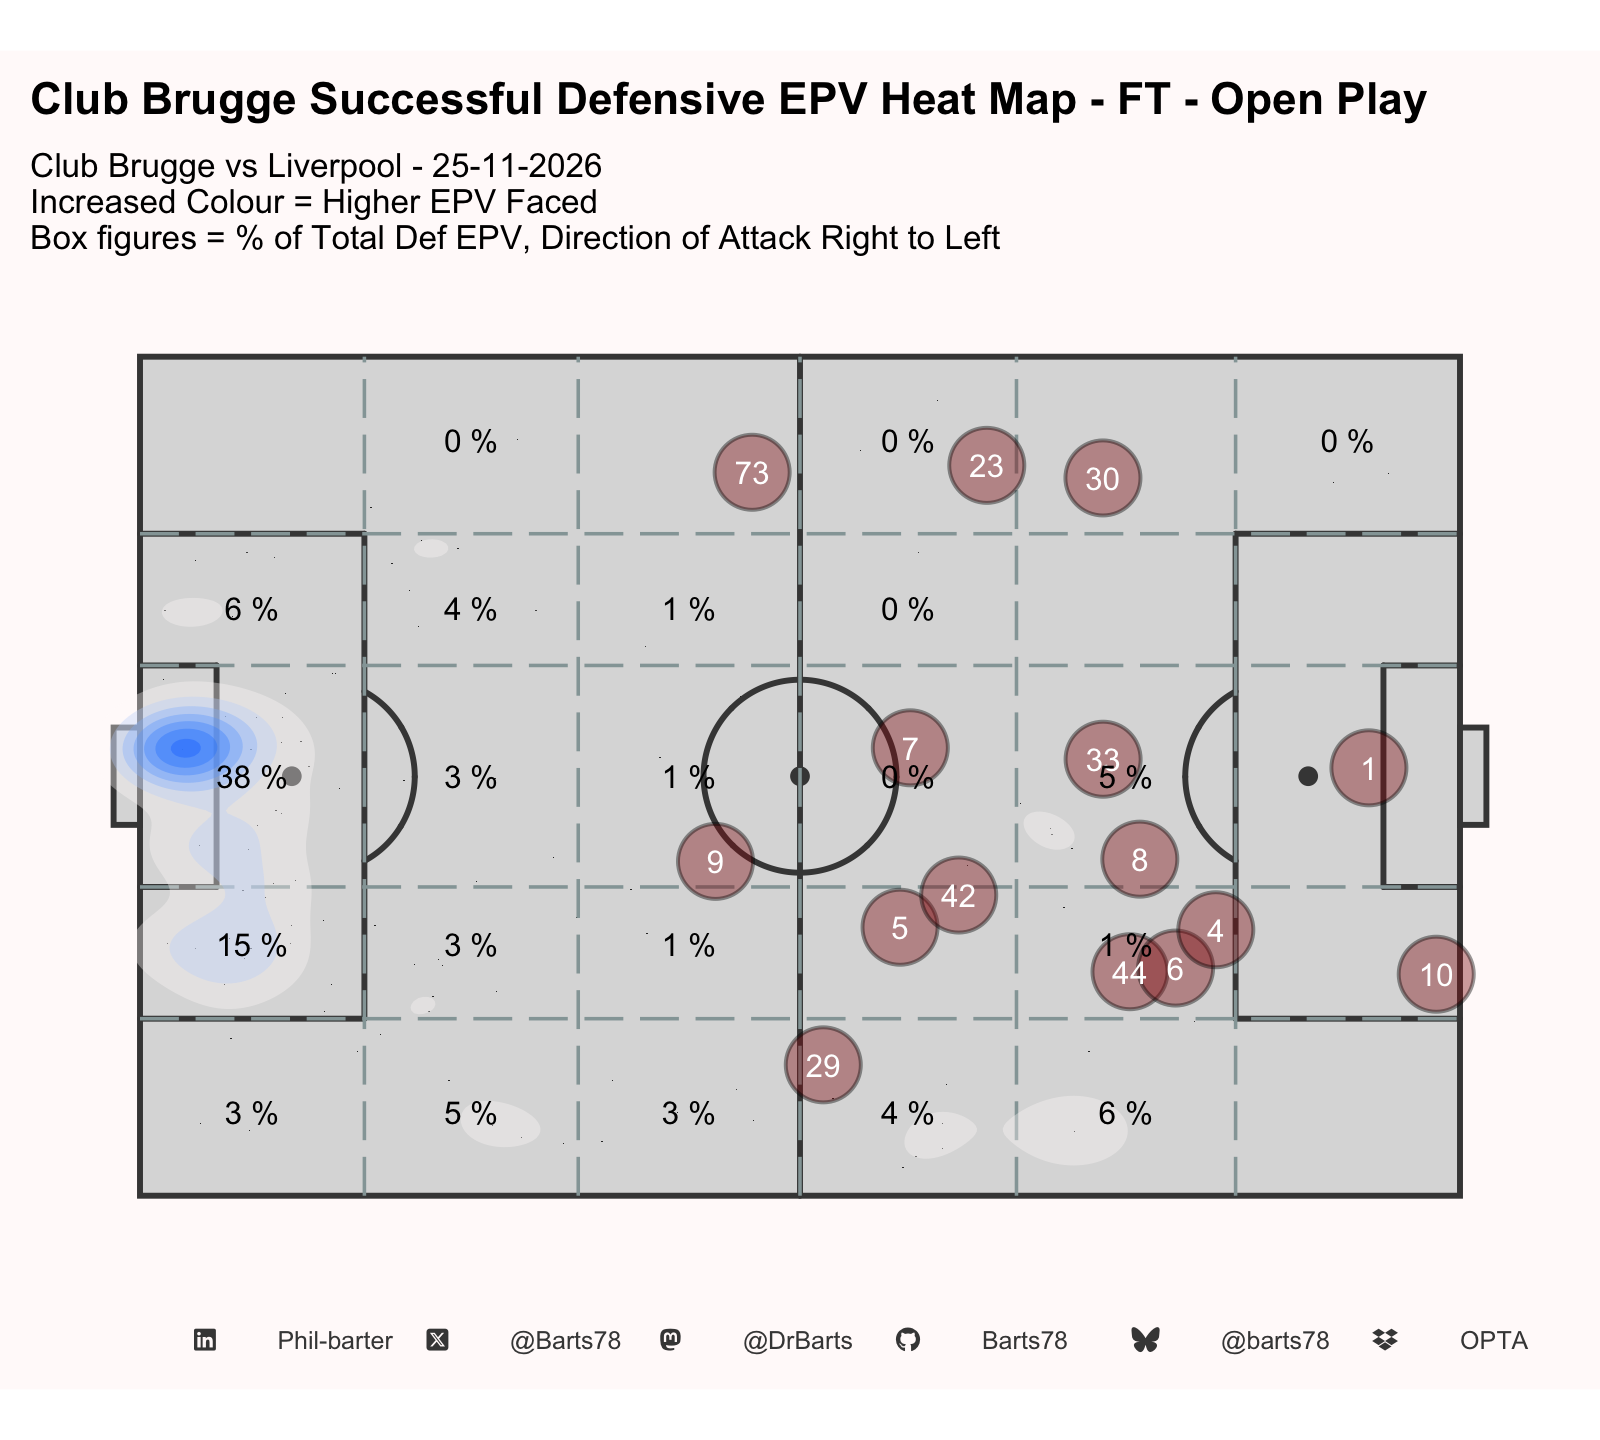 Club Brugge Successful Defensive EPV Heat Map - FT - Open Play
Club Brugge vs Liverpool - 25-11-2026
Increased Colour = Higher EPV Faced
Box figures = % of Total Def EPV, Direction of Attack Right to Left
0 % 0 % 0 %
73 23 30
6 % 4 % 1 % 0 %
7 33 1
38 % 3 % 1 % 0 % 5 %
9 8
42
5 4
15 % 3 % 1 % 1 %
44 6 10
29
3 % 5 % 3 % 4 % 6 %
Phil-barter @Barts78 @DrBarts Barts78 @barts78 OPTA